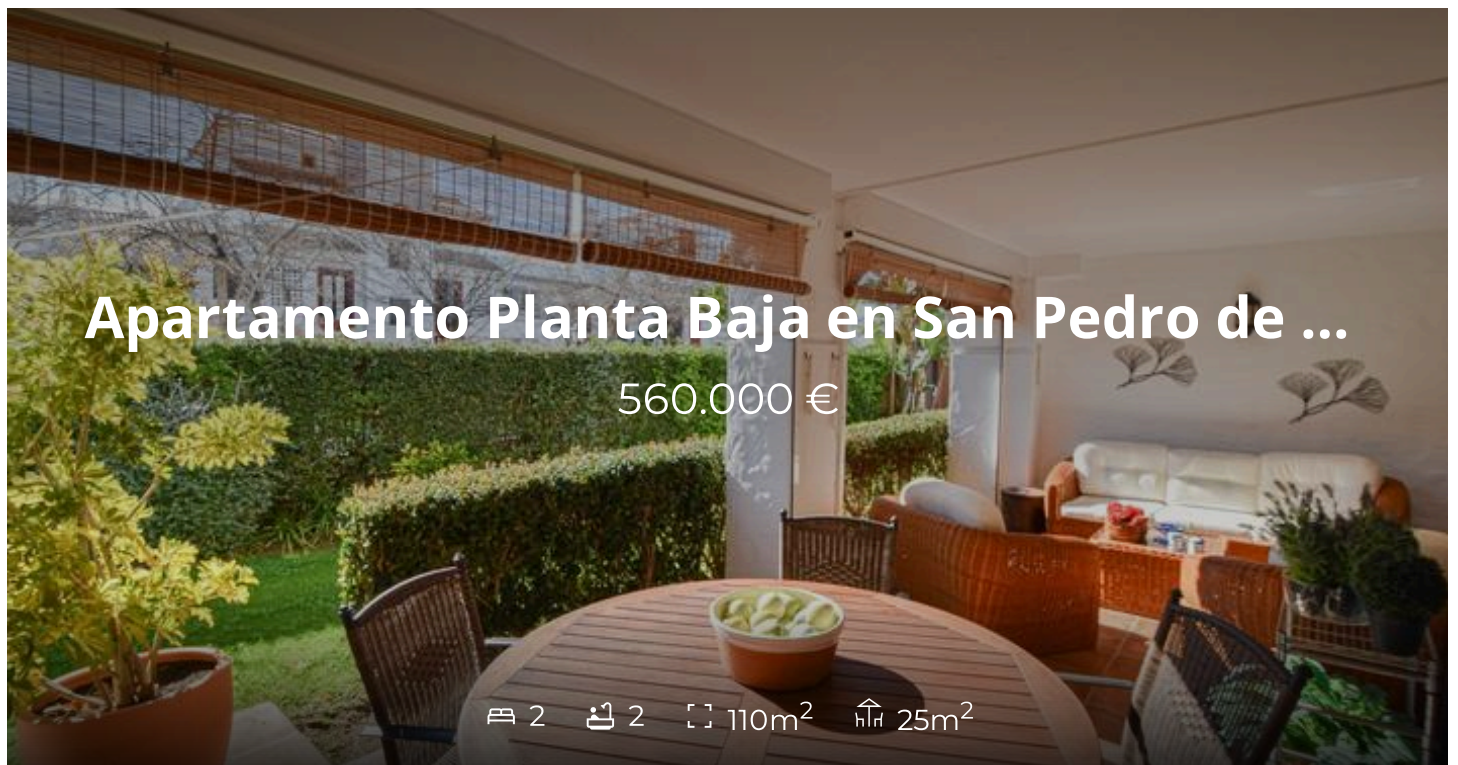 Apartamento Planta Baja en San Pedro de ...
560.000 €
2 2 110m² 25m²